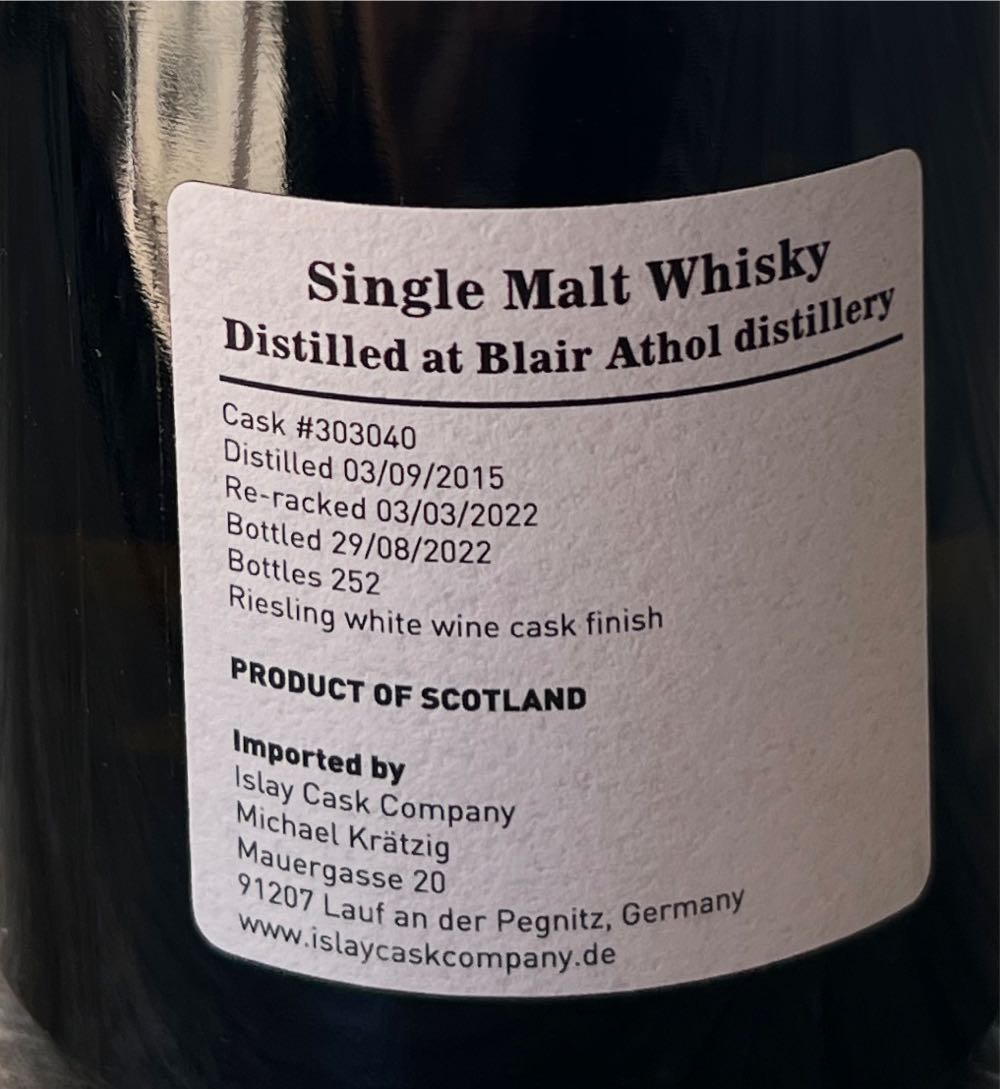 Single Malt Whisky
Distilled at Blair Athol distillery
Cask #303040
Distilled 03/09/2015
Re-racked 03/03/2022
Bottled 29/08/2022
Bottles 252
Riesling white wine cask finish
PRODUCT OF SCOTLAND
Imported by
Islay Cask Company
Michael Krätzig
Mauergasse 20
91207 Lauf an der Pegnitz, Germany
www.islaycaskcompany.de